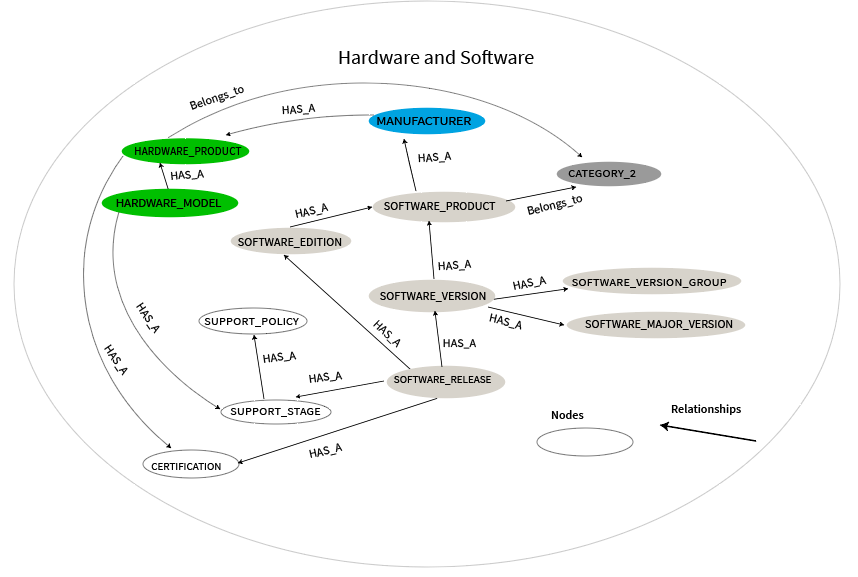 Hardware and Software
Belongs_to
HAS_A
MANUFACTURER
HARDWARE_PRODUCT
HAS_A
HAS_A
CATEGORY_2
HARDWARE_MODEL
HAS_A
SOFTWARE_PRODUCT
Belongs_to
SOFTWARE_EDITION
HAS_A
HAS_A
SOFTWARE_VERSION_GROUP
SOFTWARE_VERSION
HAS_A
HAS_A
SUPPORT_POLICY
HAS_A
SOFTWARE_MAJOR_VERSION
HAS_A
HAS_A
HAS_A
HAS_A
HAS_A
SOFTWARE_RELEASE
SUPPORT_STAGE
Nodes
Relationships
HAS_A
CERTIFICATION